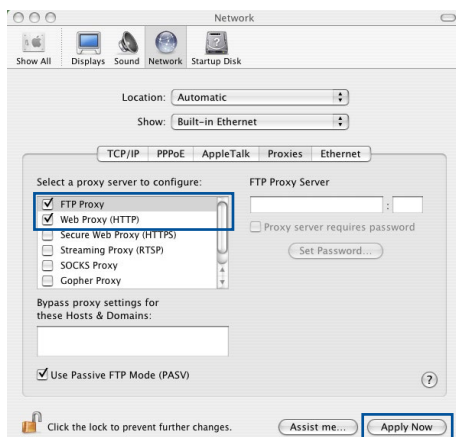 Network
Show All Displays Sound Network Startup Disk
Location: Automatic
Show: Built-in Ethernet
TCP/IP PPPoE AppleTalk Proxies Ethernet
Select a proxy server to configure: FTP Proxy Server
FTP Proxy :
Web Proxy (HTTP) Proxy server requires password
Secure Web Proxy (HTTPS)
Streaming Proxy (RTSP) Set Password...
SOCKS Proxy
Gopher Proxy
Bypass proxy settings for
these Hosts & Domains:
Use Passive FTP Mode (PASV) ?
Click the lock to prevent further changes. Assist me... Apply Now